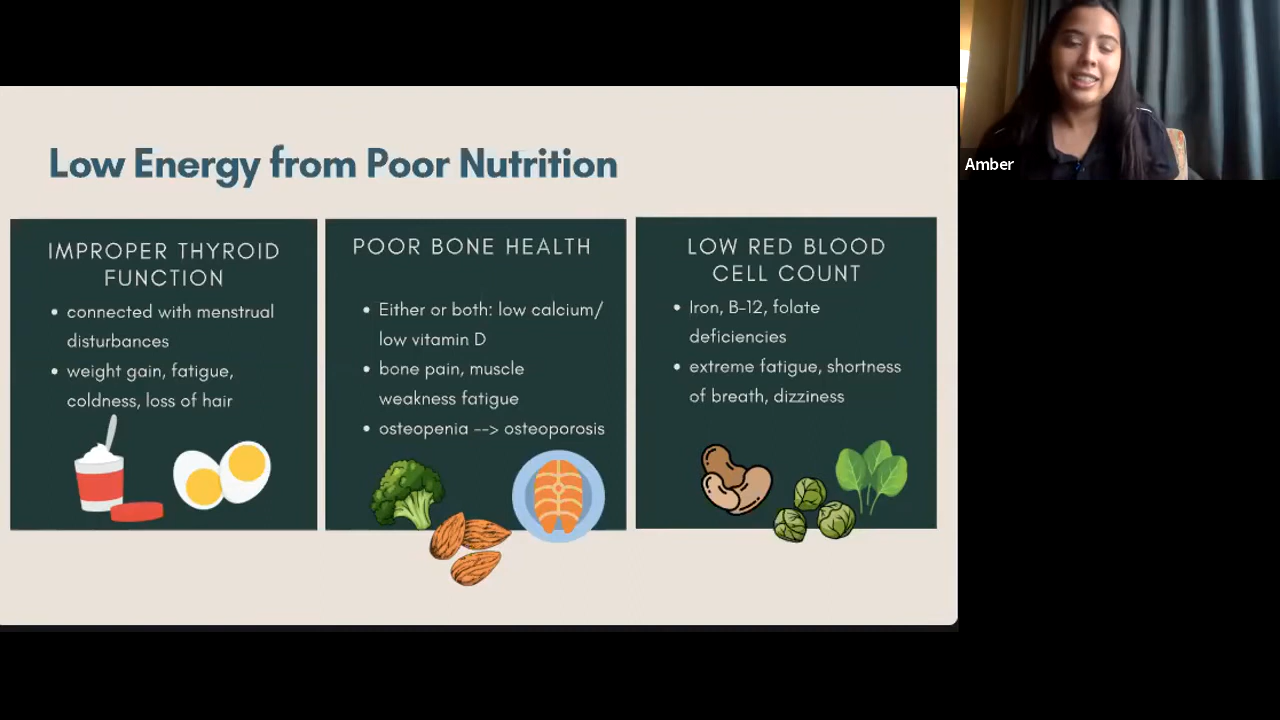 Low Energy from Poor Nutrition
IMPROPER THYROID
FUNCTION
• connected with menstrual
disturbances
• weight gain, fatigue,
coldness, loss of hair
POOR BONE HEALTH
• Either or both: low calcium/
low vitamin D
• bone pain, muscle
weakness fatigue
• osteopenia --> osteoporosis
LOW RED BLOOD
CELL COUNT
• Iron, B-12, folate
deficiencies
• extreme fatigue, shortness
of breath, dizziness
Amber